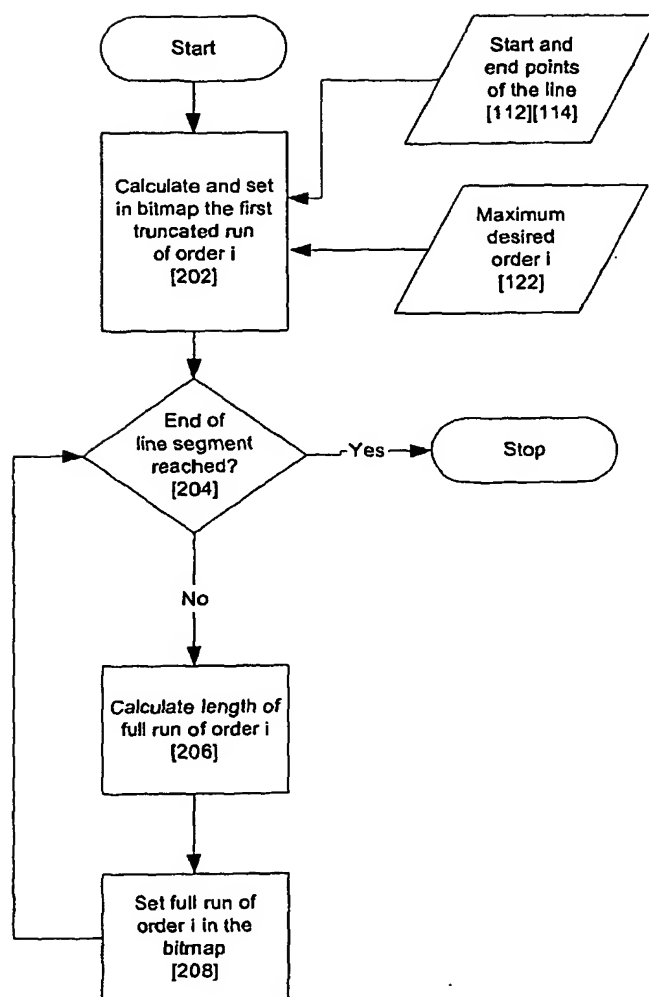 Start
Start and
end points
of the line
[112][114]
Calculate and set
in bitmap the first
truncated run
of order i
[202]
Maximum
desired
order i
[122]
End of
line segment
reached?
[204]
Yes
Stop
No
Calculate length of
full run of order i
[206]
Set full run of
order i in the
bitmap
[208]